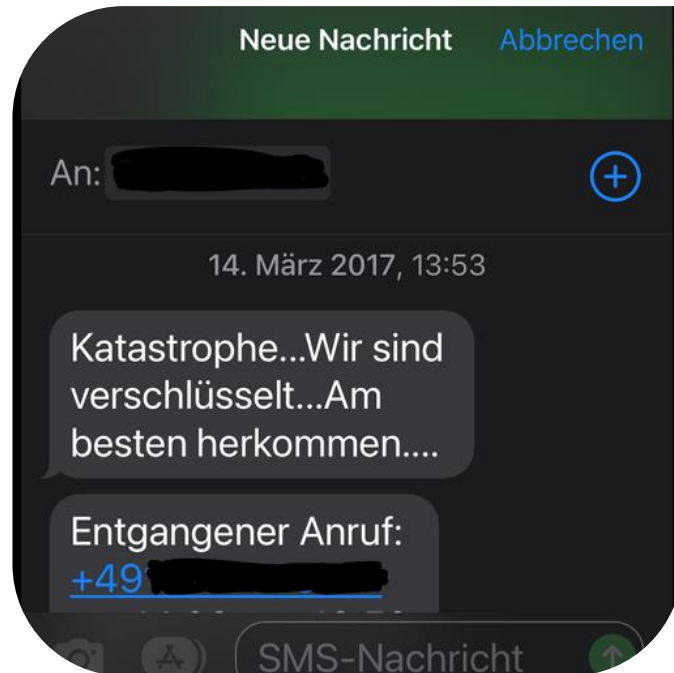 Neue Nachricht Abbrechen
An:
14. März 2017, 13:53
Katastrophe...Wir sind
verschlüsselt...Am
besten herkommen....
Entgangener Anruf:
+49
SMS-Nachricht